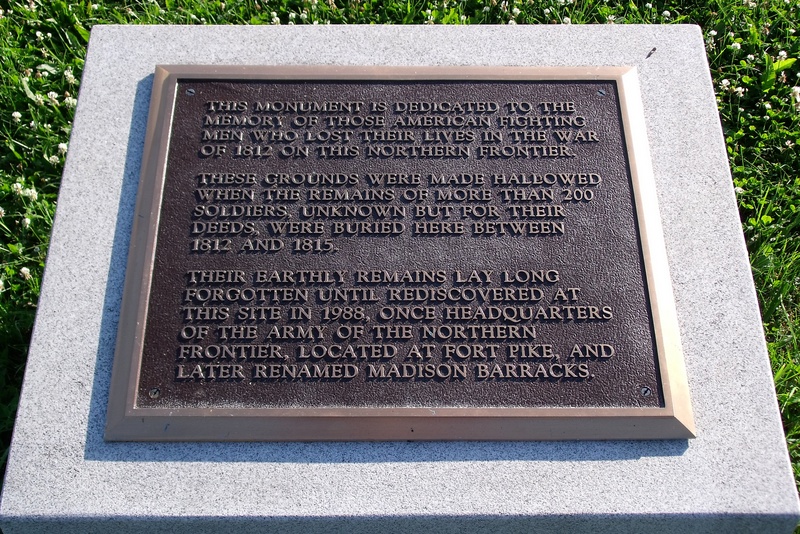 THIS MONUMENT IS DEDICATED TO THE
MEMORY OF THOSE AMERICAN FIGHTING
MEN WHO LOST THEIR LIVES IN THE WAR
OF 1812 ON THIS NORTHERN FRONTIER.
THESE GROUNDS WERE MADE HALLOWED
WHEN THE REMAINS OF MORE THAN 200
SOLDIERS, UNKNOWN BUT FOR THEIR
DEEDS, WERE BURIED HERE BETWEEN
1812 AND 1815.
THEIR EARTHLY REMAINS LAY LONG
FORGOTTEN UNTIL REDISCOVERED AT
THIS SITE IN 1988, ONCE HEADQUARTERS
OF THE ARMY OF THE NORTHERN
FRONTIER, LOCATED AT FORT PIKE, AND
LATER RENAMED MADISON BARRACKS.